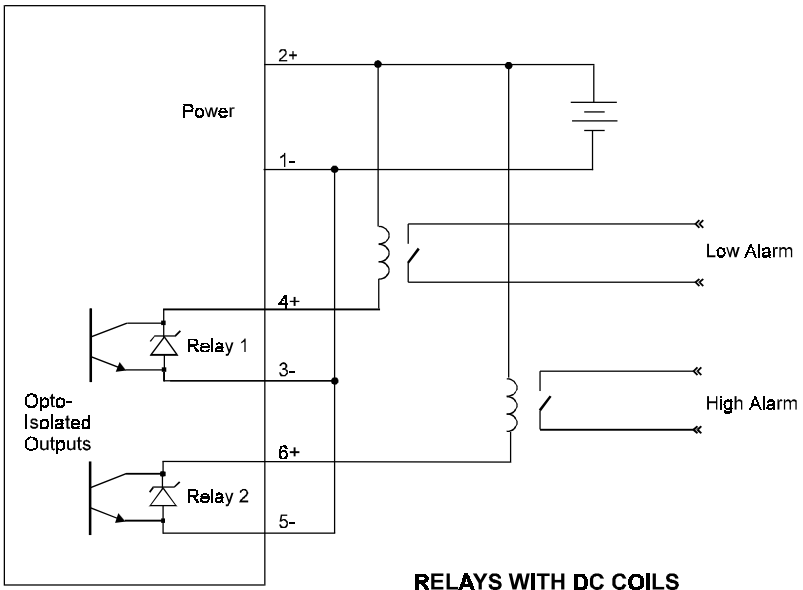 2+
Power
1-
Low Alarm
4+
Relay 1
3-
Opto-
Isolated
Outputs
High Alarm
6+
Relay 2
5-
RELAYS WITH DC COILS